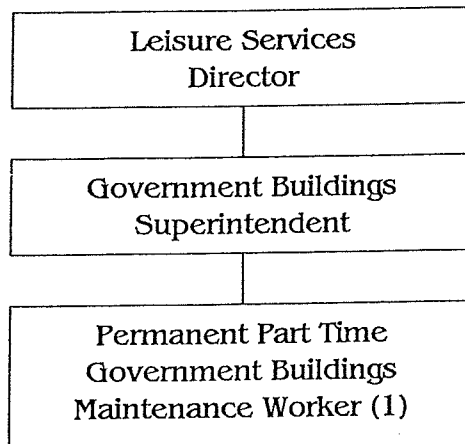 Leisure Services
Director
Government Buildings
Superintendent
Permanent Part Time
Government Buildings
Maintenance Worker (1)